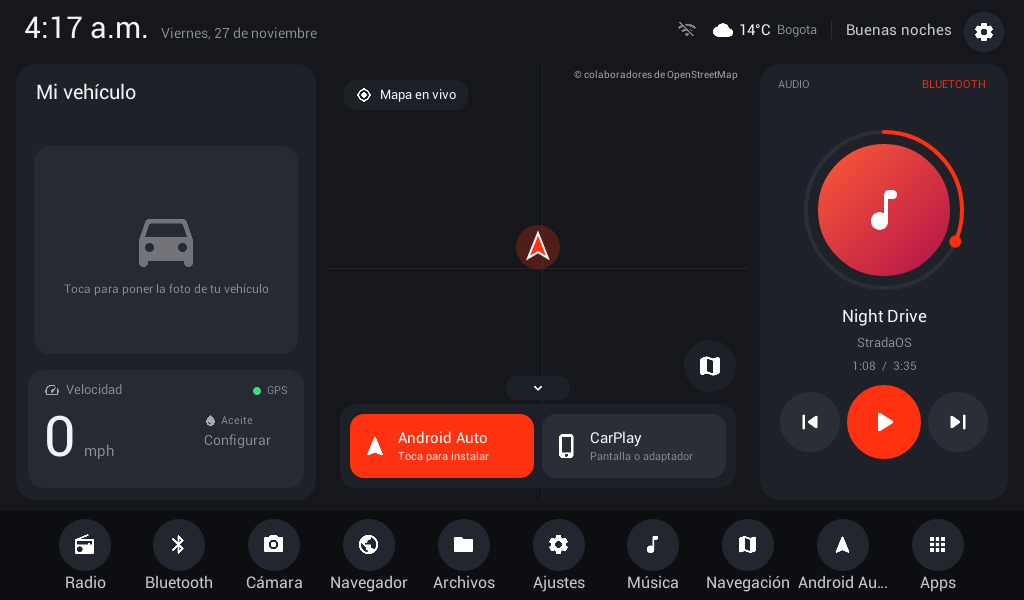 4:17 a.m.
Viernes, 27 de noviembre
14°C Bogota
Buenas noches
Mi vehículo
Toca para poner la foto de tu vehículo
Velocidad
GPS
0 mph
Aceite
Configurar
© colaboradores de OpenStreetMap
Mapa en vivo
Android Auto
Toca para instalar
CarPlay
Pantalla o adaptador
AUDIO
BLUETOOTH
Night Drive
StradaOS
1:08 / 3:35
Radio
Bluetooth
Cámara
Navegador
Archivos
Ajustes
Música
Navegación
Android Au...
Apps